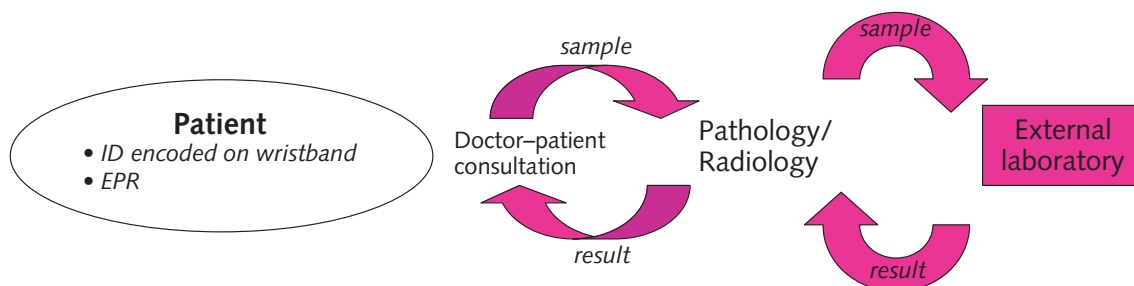 Patient
• ID encoded on wristband
• EPR
sample
Doctor–patient
consultation
result
Pathology/
Radiology
sample
External
laboratory
result